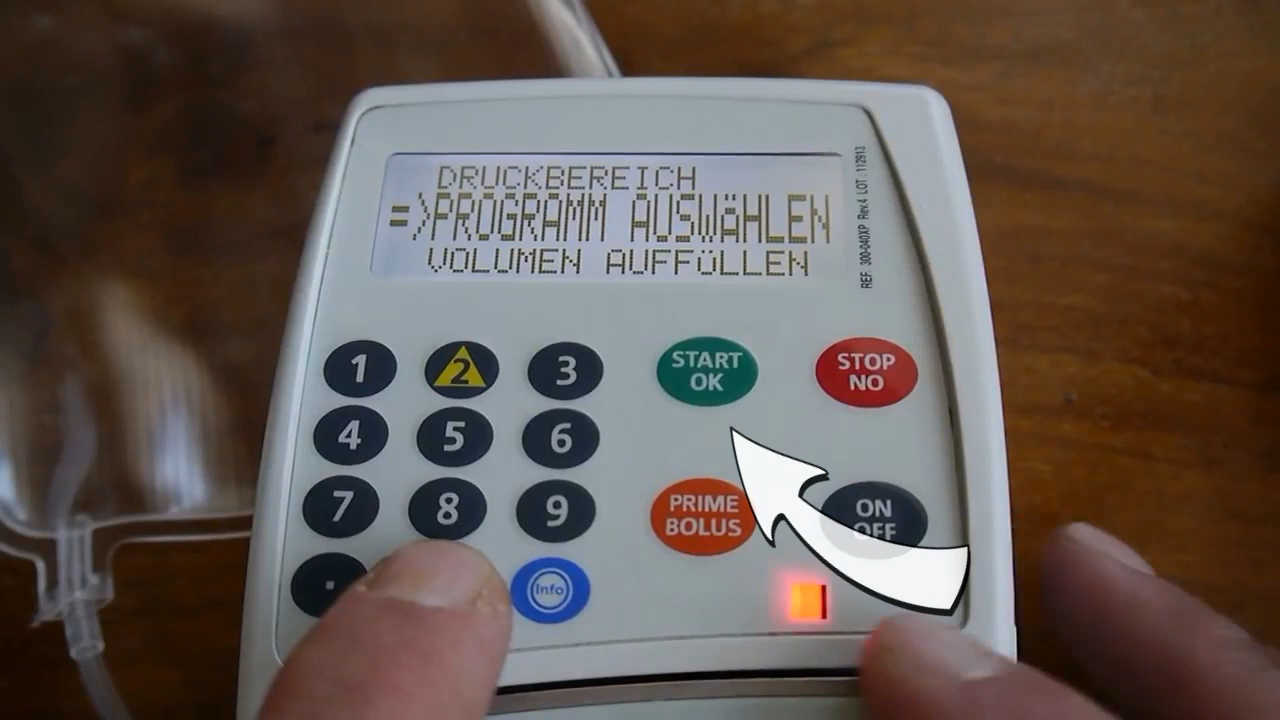 DRUCKBEREICH
=>PROGRAMM AUSWÄHLEN
VOLUMEN AUFFÜLLEN
REF. 300-040XP Rev.4 LOT: 112913
1
2
3
START
OK
STOP
NO
4
5
6
7
8
9
PRIME
BOLUS
ON
OFF
.
Info